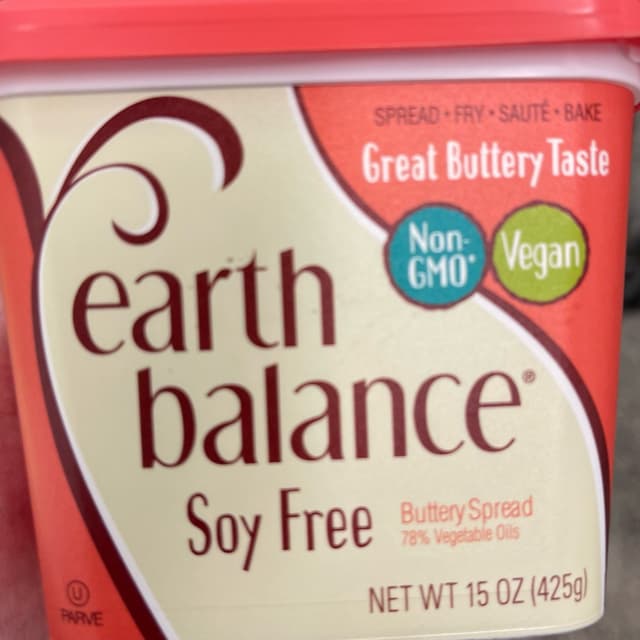 SPREAD • FRY • SAUTÉ • BAKE
Great Buttery Taste
Non-
GMO*
Vegan
earth
balance®
Soy Free
Buttery Spread
78% Vegetable Oils
NET WT 15 OZ (425g)
U
PARVE